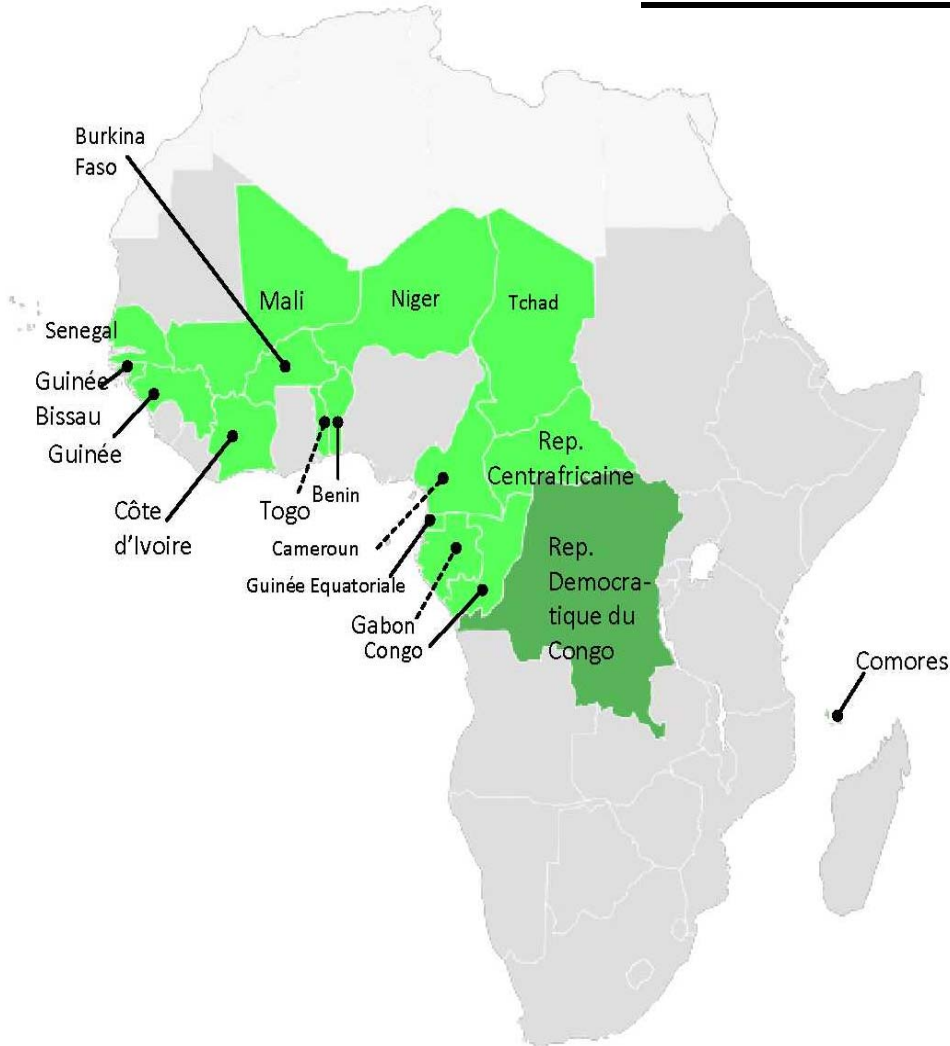 Burkina
Faso
Mali
Niger
Tchad
Senegal
Guinée
Bissau
Guinée
Côte
d'Ivoire
Togo
Benin
Cameroun
Guinée Equatoriale
Gabon
Congo
Rep.
Centrafricaine
Rep.
Democra-
tique du
Congo
Comores